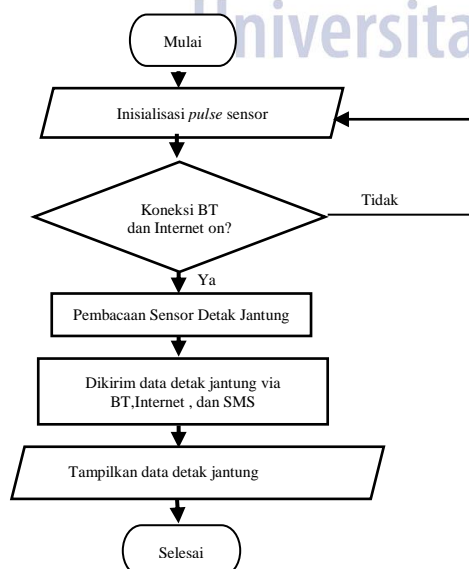 Universita
Mulai
Inisialisasi pulse sensor
Koneksi BT
dan Internet on?
Tidak
Ya
Pembacaan Sensor Detak Jantung
Dikirim data detak jantung via
BT,Internet , dan SMS
Tampilkan data detak jantung
Selesai